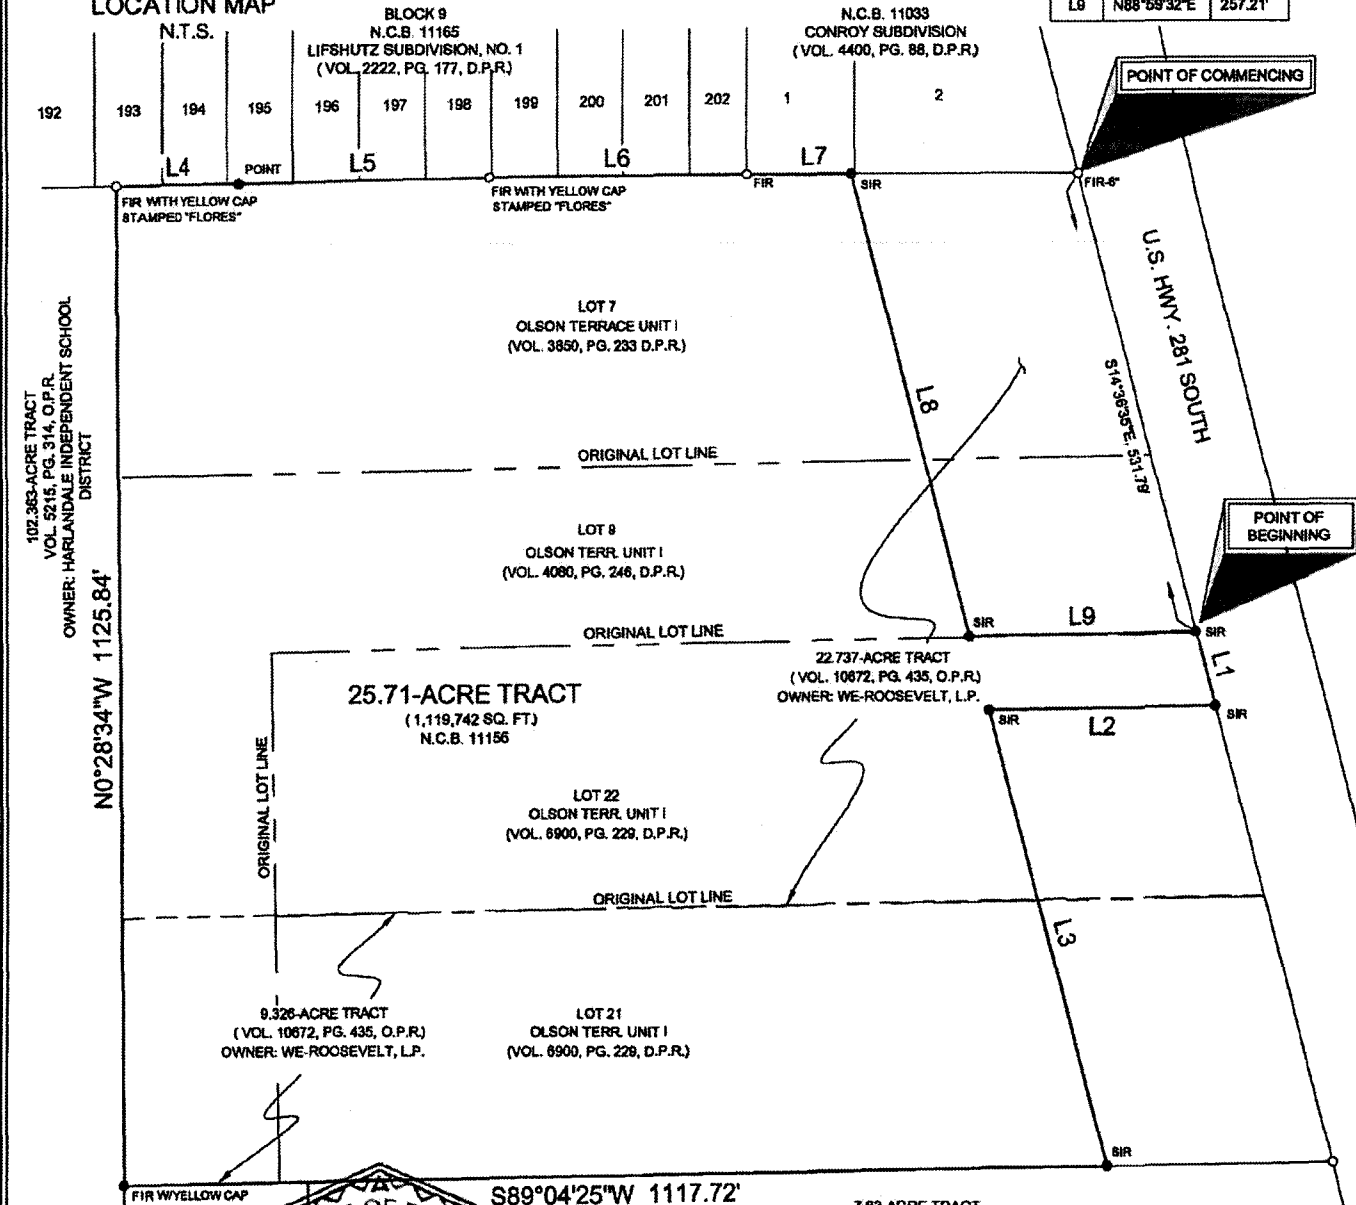 LOCATION MAP
N.T.S.
BLOCK 9
N.C.B. 11165
LIFSHUTZ SUBDIVISION, NO. 1
(VOL. 2222, PG. 177, D.P.R.)
N.C.B. 11033
CONROY SUBDIVISION
(VOL. 4400, PG. 88, D.P.R.)
L9 N88°59'32"E 257.21'
POINT OF COMMENCING
192
193
194
195
196
197
198
199
200
201
202
1
2
L4
POINT
L5
L6
L7
FIR WITH YELLOW CAP
STAMPED "FLORES"
FIR WITH YELLOW CAP
STAMPED "FLORES"
FIR
SIR
FIR-6"
U.S. HWY. 281 SOUTH
S14°36'35"E, 531.79'
LOT 7
OLSON TERRACE UNIT I
(VOL. 3850, PG. 233 D.P.R.)
102.363-ACRE TRACT
VOL. 5215, PG. 314, O.P.R.
OWNER: HARLANDALE INDEPENDENT SCHOOL
DISTRICT
L8
ORIGINAL LOT LINE
LOT 9
OLSON TERR. UNIT I
(VOL. 4080, PG. 246, D.P.R.)
POINT OF
BEGINNING
N0°28'34"W 1125.84'
ORIGINAL LOT LINE
SIR
L9
SIR
L1
25.71-ACRE TRACT
(1,119,742 SQ. FT.)
N.C.B. 11156
22.737-ACRE TRACT
(VOL. 10672, PG. 435, O.P.R.)
OWNER: WE-ROOSEVELT, L.P.
SIR
L2
SIR
ORIGINAL LOT LINE
LOT 22
OLSON TERR. UNIT I
(VOL. 6900, PG. 229, D.P.R.)
ORIGINAL LOT LINE
L3
9.326-ACRE TRACT
(VOL. 10672, PG. 435, O.P.R.)
OWNER: WE-ROOSEVELT, L.P.
LOT 21
OLSON TERR. UNIT I
(VOL. 6900, PG. 229, D.P.R.)
SIR
FIR W/YELLOW CAP
S89°04'25"W 1117.72'